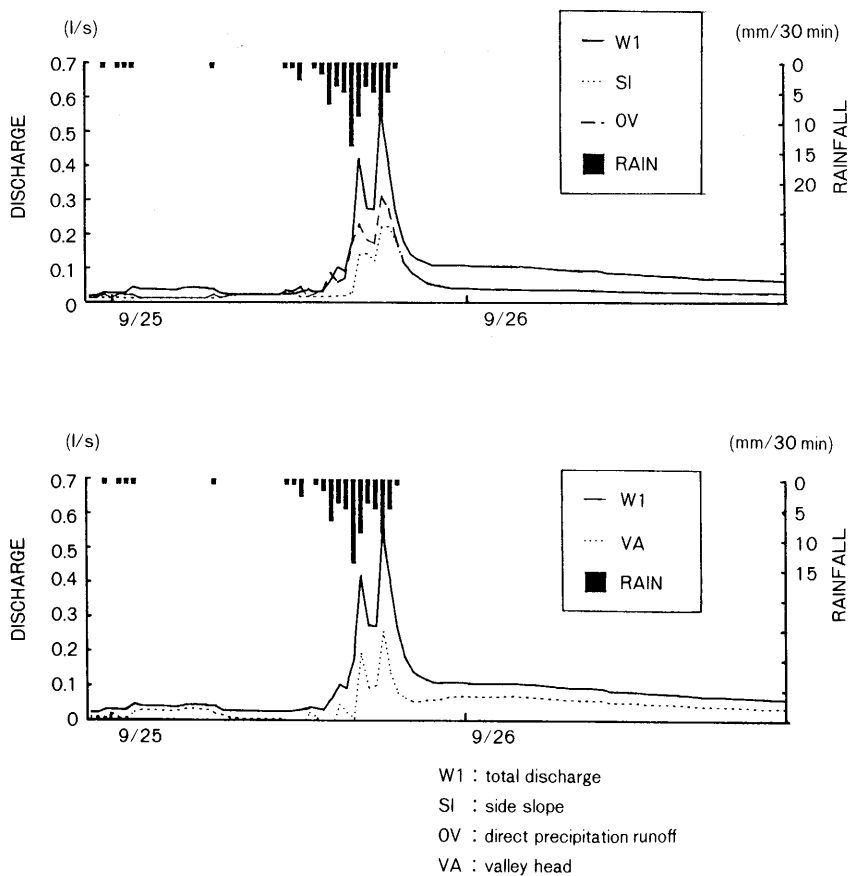 (l/s)
(mm/30 min)
W1
SI
OV
RAIN
DISCHARGE
0.7
0.6
0.5
0.4
0.3
0.2
0.1
0
0
5
10
15
20
RAINFALL
9/25
9/26
(l/s)
(mm/30 min)
W1
VA
RAIN
DISCHARGE
0.7
0.6
0.5
0.4
0.3
0.2
0.1
0
0
5
10
15
RAINFALL
9/25
9/26
W1 : total discharge
SI : side slope
OV : direct precipitation runoff
VA : valley head